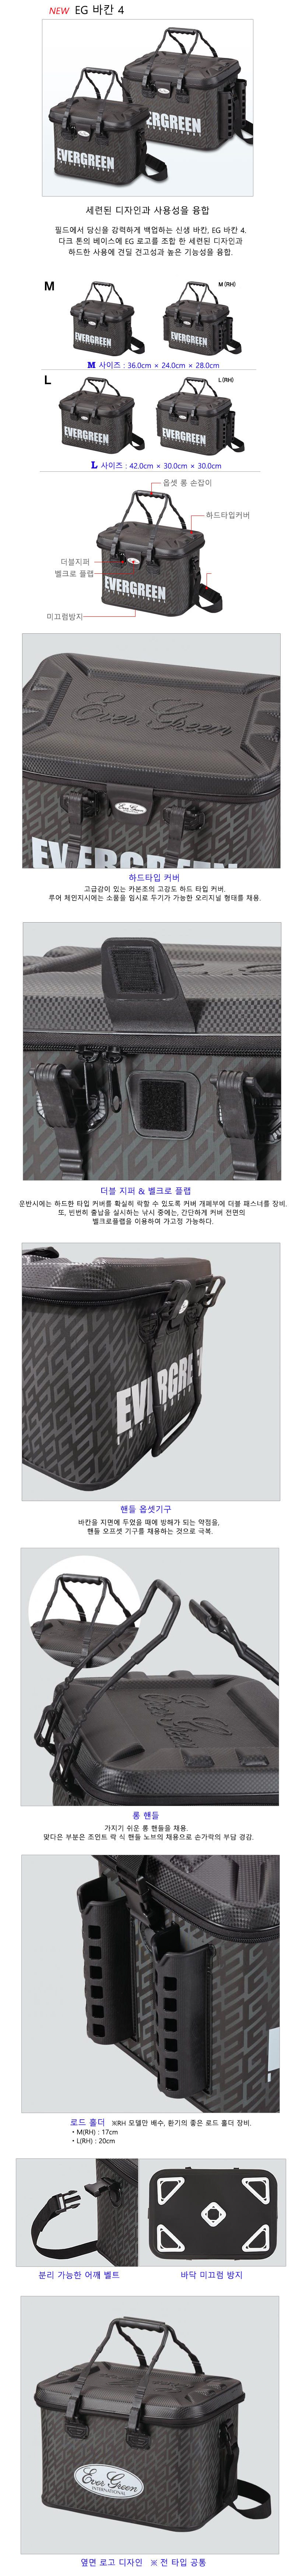 NEW EG 바칸 4
EVERGREEN
EVERGREEN
세련된 디자인과 사용성을 융합
필드에서 당신을 강력하게 백업하는 신생 바칸, EG 바칸 4.
다크 톤의 베이스에 EG 로고를 조합 한 세련된 디자인과
하드한 사용에 견딜 견고성과 높은 기능성을 융합.
M
M (RH)
EVERGREEN
EVERGREEN
M 사이즈 : 36.0cm × 24.0cm × 28.0cm
L
L (RH)
EVERGREEN
EVERGREEN
L 사이즈 : 42.0cm × 30.0cm × 30.0cm
옵셋 롱 손잡이
하드타입커버
더블지퍼
벨크로 플랩
EVERGREEN
미끄럼방지
Ever Green
Ever Green
EVERGREEN
하드타입 커버
고급감이 있는 카본조의 고강도 하드 타입 커버.
루어 체인지시에는 소품을 임시로 두기가 가능한 오리지널 형태를 채용.
더블 지퍼 & 벨크로 플랩
운반시에는 하드한 타입 커버를 확실히 락할 수 있도록 커버 개폐부에 더블 패스너를 장비.
또, 빈번히 출납을 실시하는 낚시 중에는, 간단하게 커버 전면의
벨크로플랩을 이용하여 가고정 가능하다.
EVERGREEN
핸들 옵셋기구
바칸을 지면에 두었을 때에 방해가 되는 약점을,
핸들 오프셋 기구를 채용하는 것으로 극복.
롱 핸들
가지기 쉬운 롱 핸들을 채용.
맞다은 부분은 조인트 락 식 핸들 노브의 채용으로 손가락의 부담 경감.
로드 홀더 ※RH 모델만 배수, 환기의 좋은 로드 홀더 장비.
・M(RH) : 17cm
・L(RH) : 20cm
분리 가능한 어깨 벨트
바닥 미끄럼 방지
Ever Green
INTERNATIONAL
옆면 로고 디자인 ※ 전 타입 공통